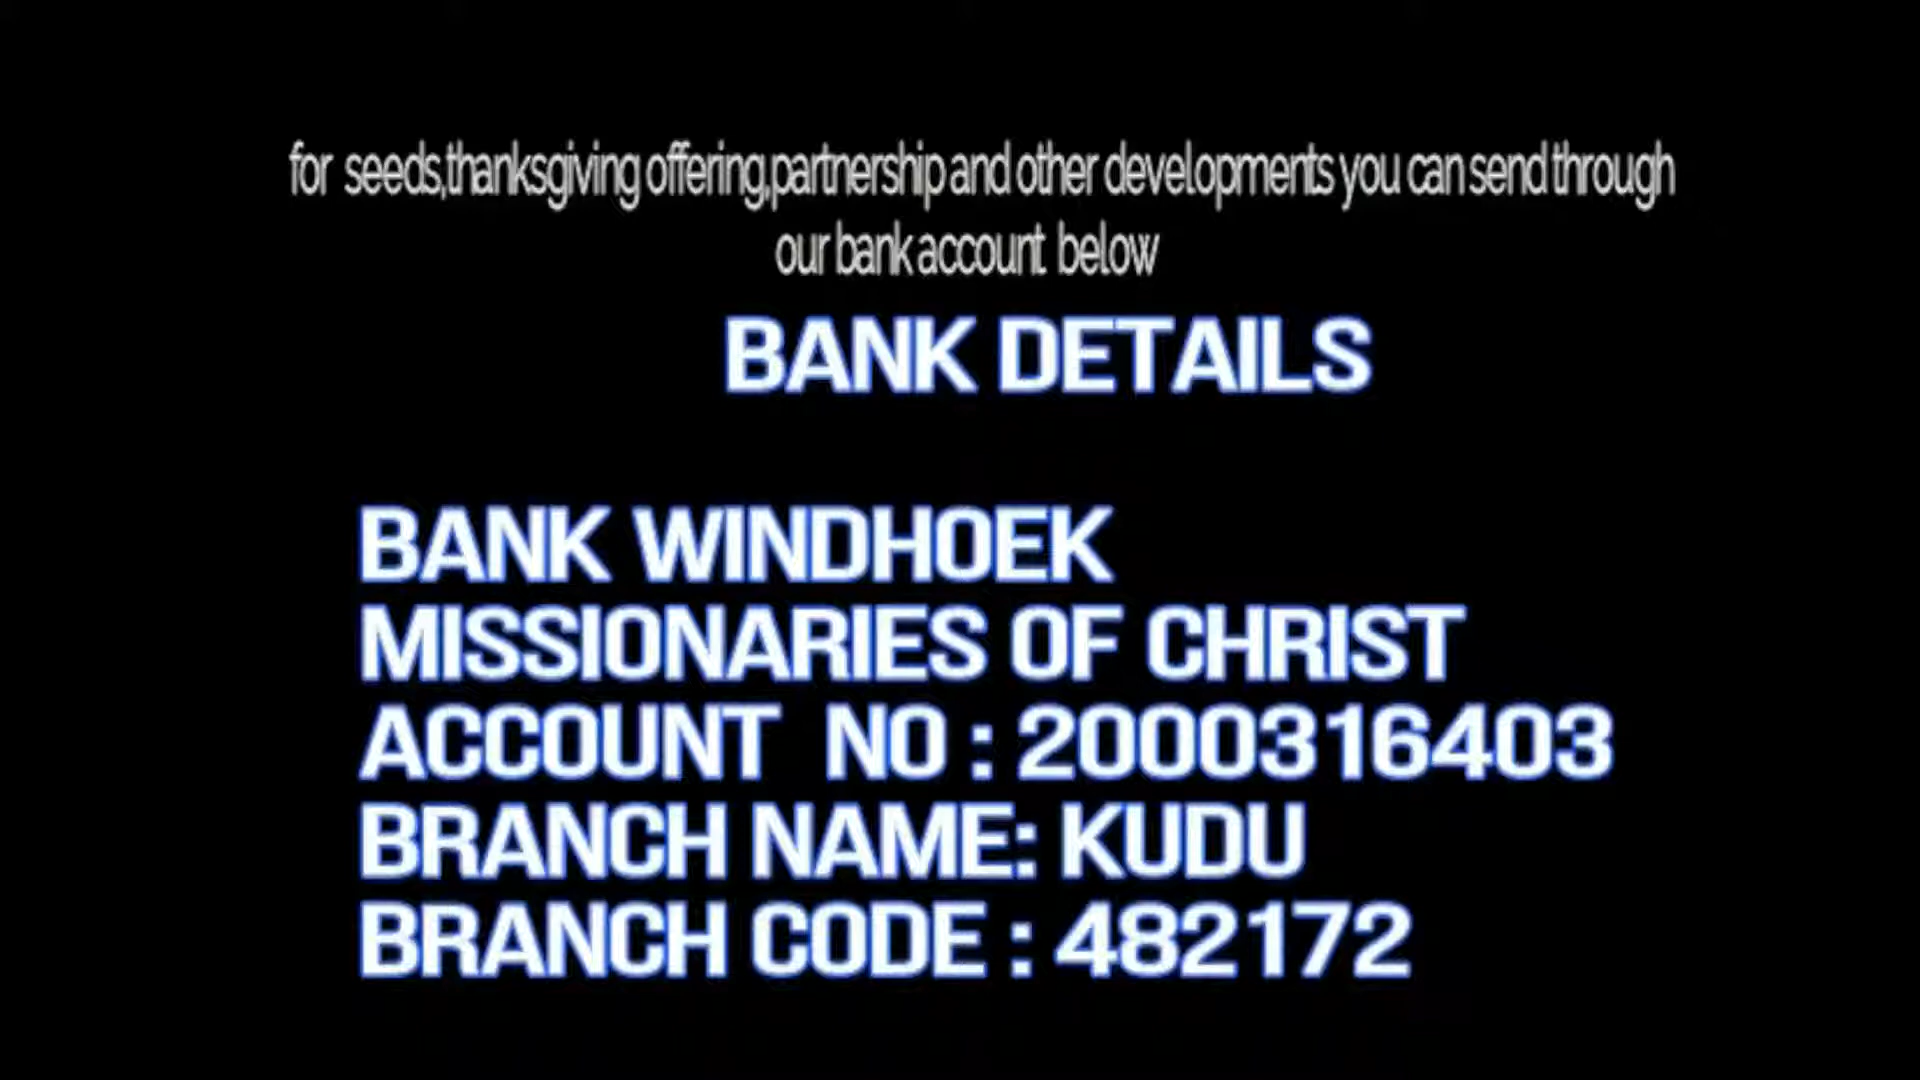 for seeds,thanksgiving offering,partnership and other developments you can send through
our bank account below
BANK DETAILS
BANK WINDHOEK
MISSIONARIES OF CHRIST
ACCOUNT NO : 2000316403
BRANCH NAME: KUDU
BRANCH CODE : 482172